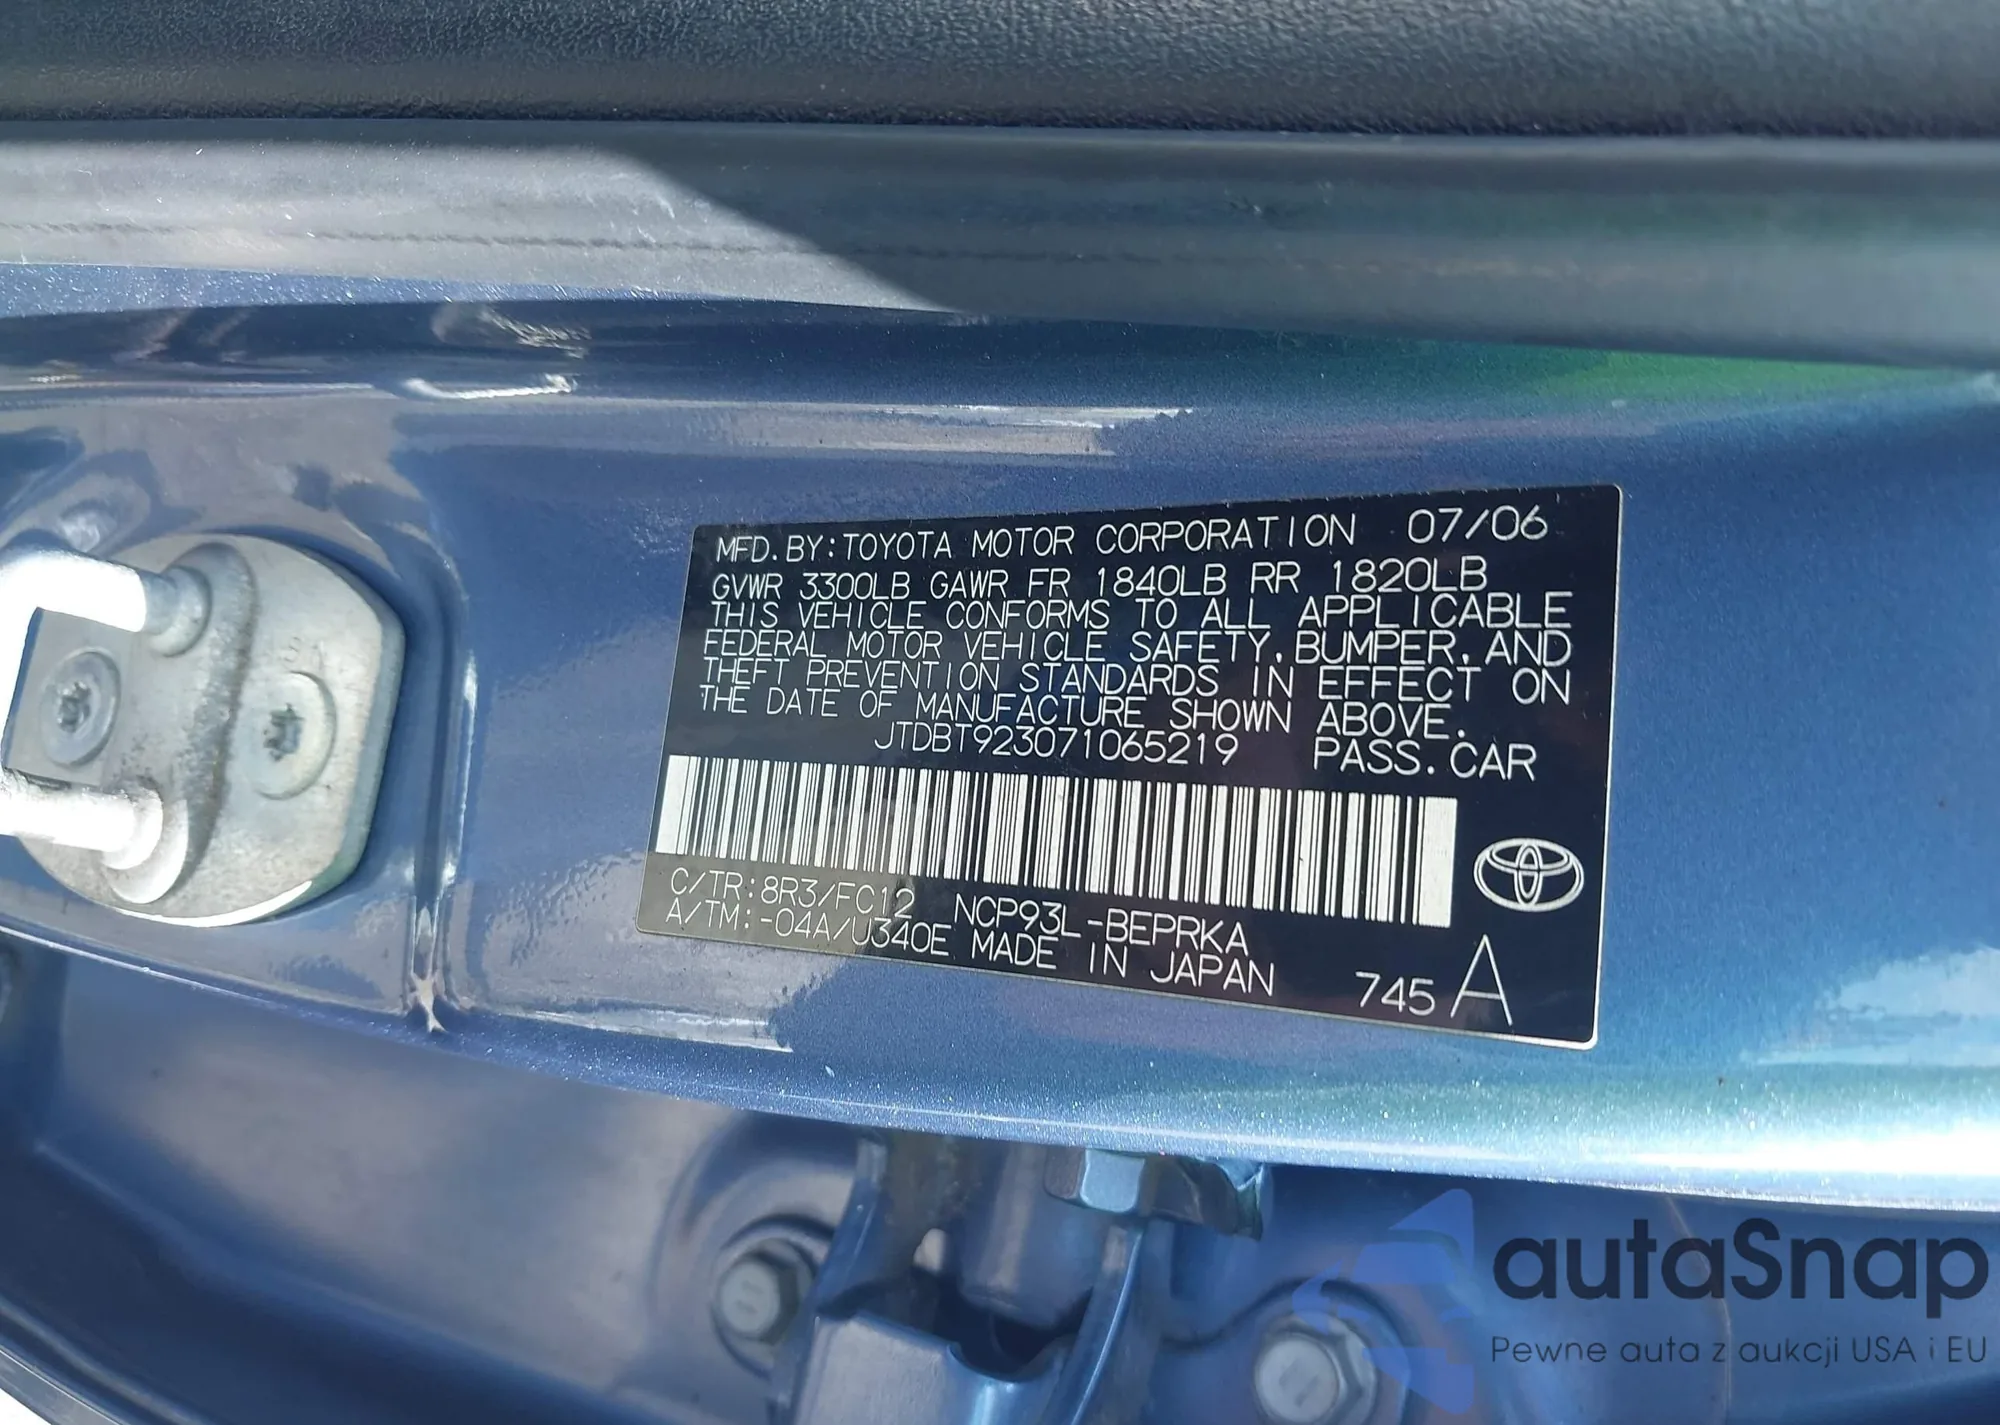 MFD. BY: TOYOTA MOTOR CORPORATION 07/06
GVWR 3300LB GAWR FR 1840LB RR 1820LB
THIS VEHICLE CONFORMS TO ALL APPLICABLE
FEDERAL MOTOR VEHICLE SAFETY, BUMPER, AND
THEFT PREVENTION STANDARDS IN EFFECT ON
THE DATE OF MANUFACTURE SHOWN ABOVE.
JTDBT923071065219 PASS. CAR
C/TR: 8R3/FC12 NCP93L-BEPRKA
A/TM: -04A/U340E MADE IN JAPAN 745 A
autaSnap
Pewne auta z aukcji USA i EU